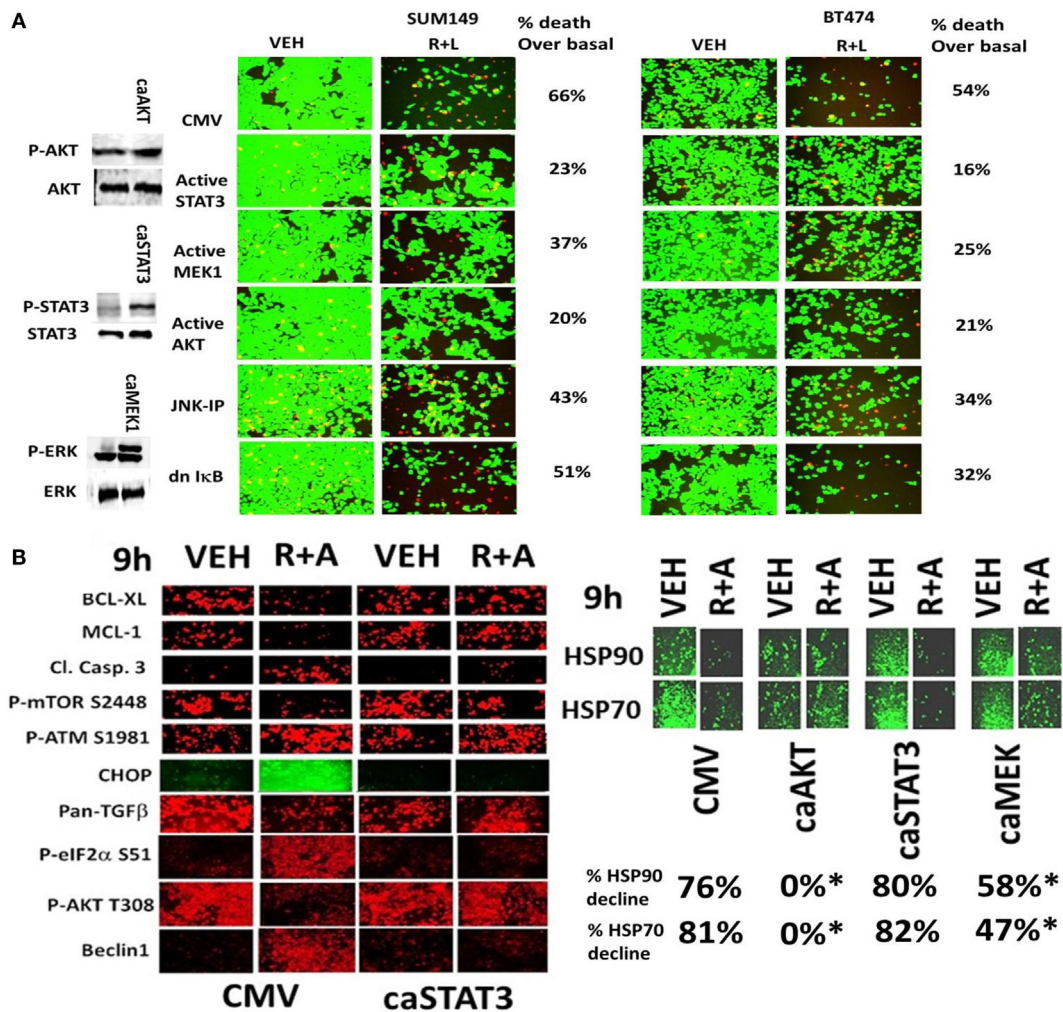 A
SUM149
BT474
VEH
R+L
% death
Over basal
VEH
R+L
% death
Over basal
caAKT
P-AKT
AKT
caSTAT3
P-STAT3
STAT3
caMEK1
P-ERK
ERK
CMV
66%
54%
Active
STAT3
23%
16%
Active
MEK1
37%
25%
Active
AKT
20%
21%
JNK-IP
43%
34%
dn IκB
51%
32%
B
9h VEH R+A VEH R+A
BCL-XL
MCL-1
Cl. Casp. 3
P-mTOR S2448
P-ATM S1981
CHOP
Pan-TGFβ
P-eIF2α S51
P-AKT T308
Beclin1
CMV caSTAT3
9h VEH R+A VEH R+A VEH R+A VEH R+A
HSP90
HSP70
CMV caAKT caSTAT3 caMEK
% HSP90
decline
76% 0%* 80% 58%*
% HSP70
decline
81% 0%* 82% 47%*